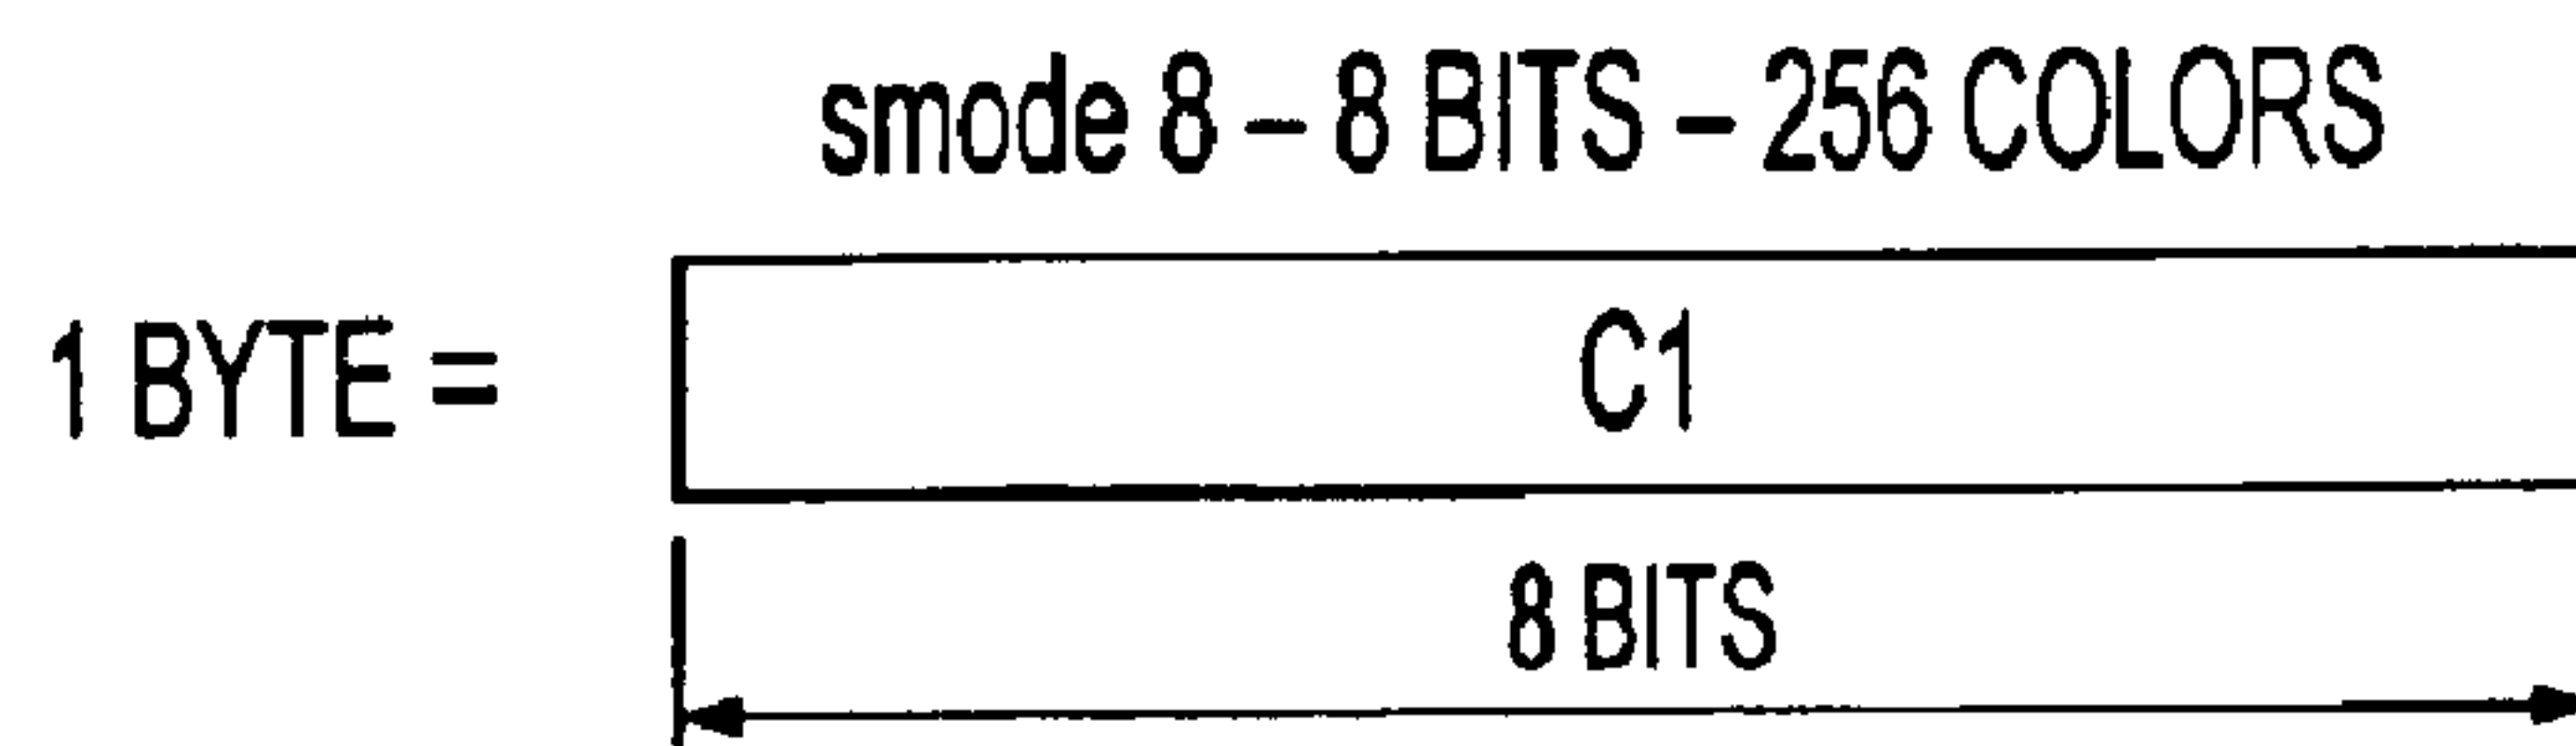 smode 8 – 8 BITS – 256 COLORS
1 BYTE = C1
8 BITS